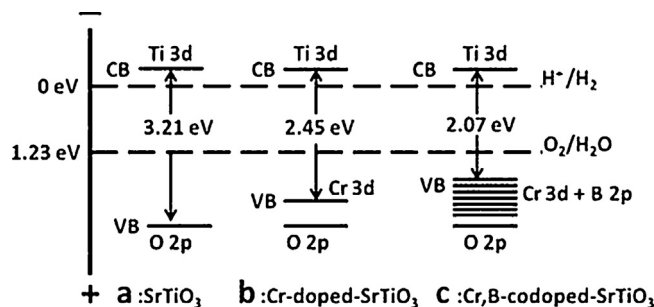 −
Ti 3d Ti 3d Ti 3d
CB CB CB H⁺/H₂
0 eV
3.21 eV 2.45 eV 2.07 eV
1.23 eV O₂/H₂O
VB Cr 3d + B 2p
VB Cr 3d
VB
O 2p O 2p O 2p
+ a :SrTiO₃ b :Cr-doped-SrTiO₃ c :Cr,B-codoped-SrTiO₃